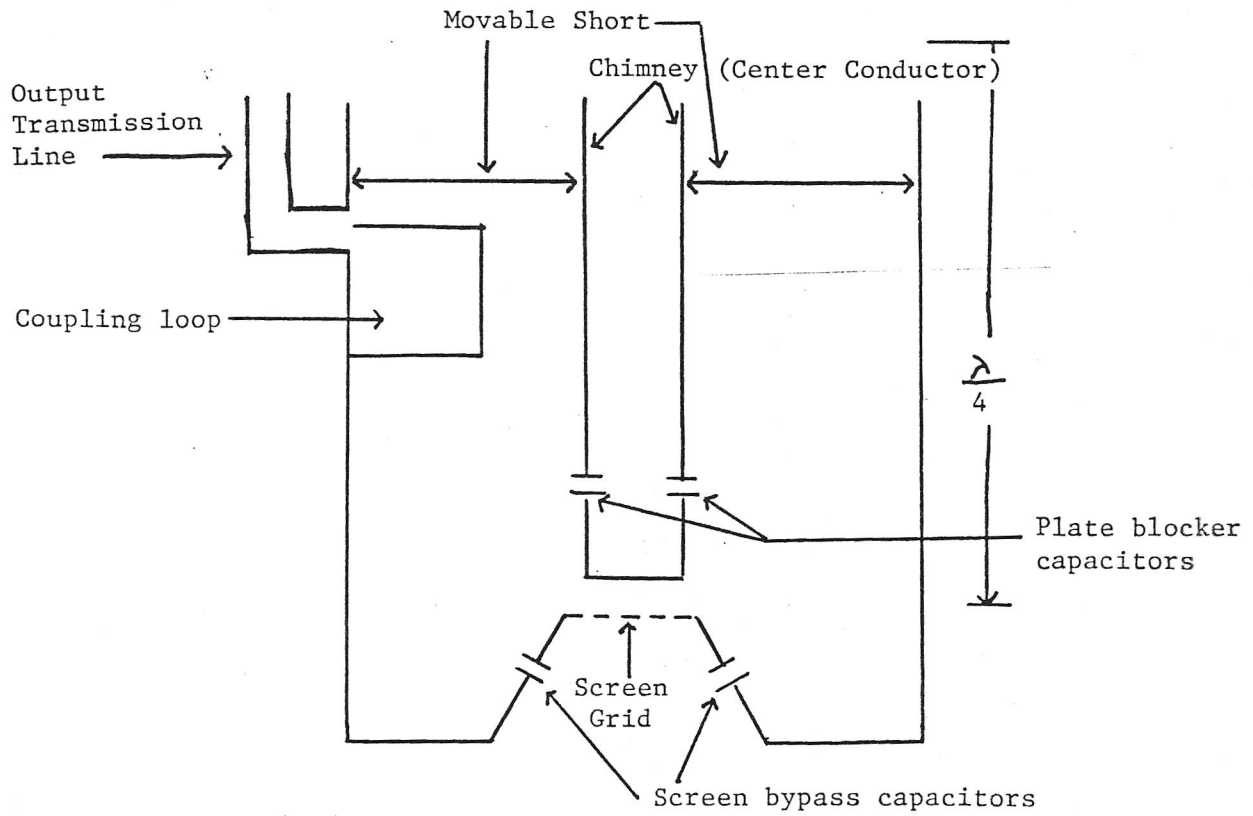 Movable Short
Chimney (Center Conductor)
Output
Transmission
Line
Coupling loop
λ
4
Plate blocker
capacitors
Screen
Grid
Screen bypass capacitors